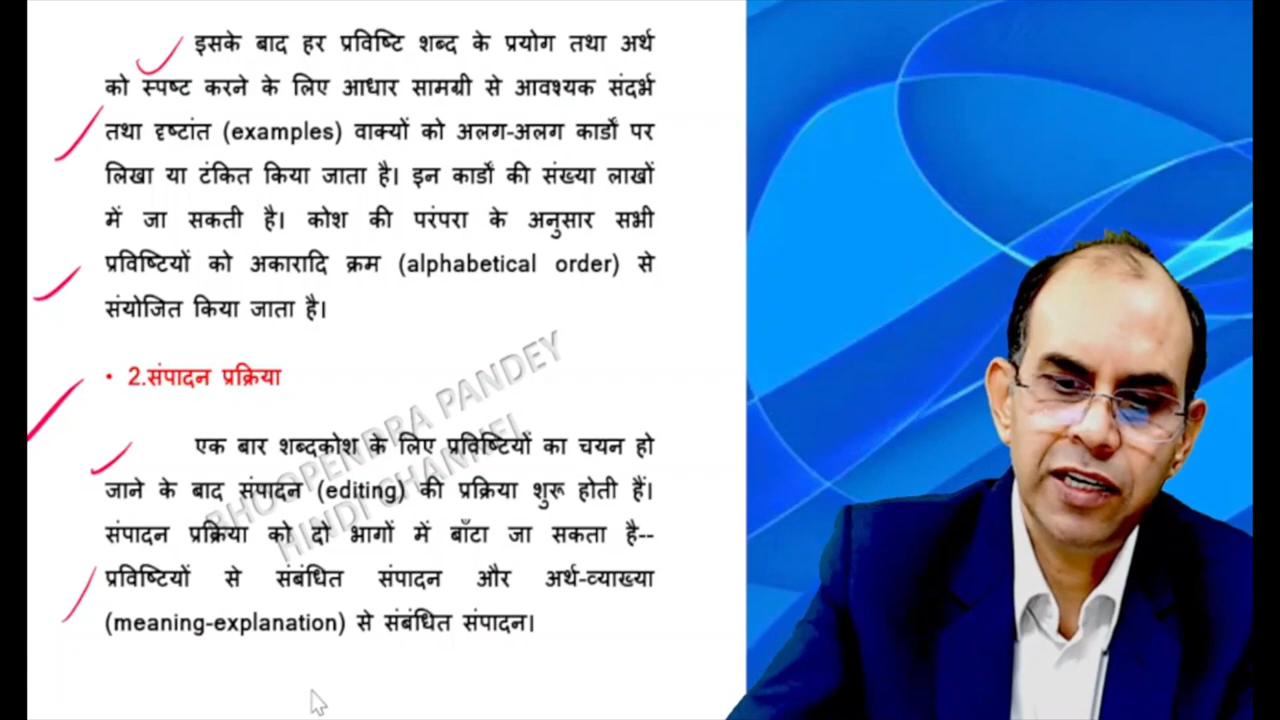 इसके बाद हर प्रविष्टि शब्द के प्रयोग तथा अर्थ
को स्पष्ट करने के लिए आधार सामग्री से आवश्यक संदर्भ
तथा दृष्टांत (examples) वाक्यों को अलग-अलग कार्डों पर
लिखा या टंकित किया जाता है। इन कार्डों की संख्या लाखों
में जा सकती है। कोश की परंपरा के अनुसार सभी
प्रविष्टियों को अकारादि क्रम (alphabetical order) से
संयोजित किया जाता है।
• 2.संपादन प्रक्रिया
एक बार शब्दकोश के लिए प्रविष्टियों का चयन हो
जाने के बाद संपादन (editing) की प्रक्रिया शुरू होती हैं।
संपादन प्रक्रिया को दो भागों में बाँटा जा सकता है--
प्रविष्टियों से संबंधित संपादन और अर्थ-व्याख्या
(meaning-explanation) से संबंधित संपादन।
BHOOPENDRA PANDEY
HINDI CHANNEL